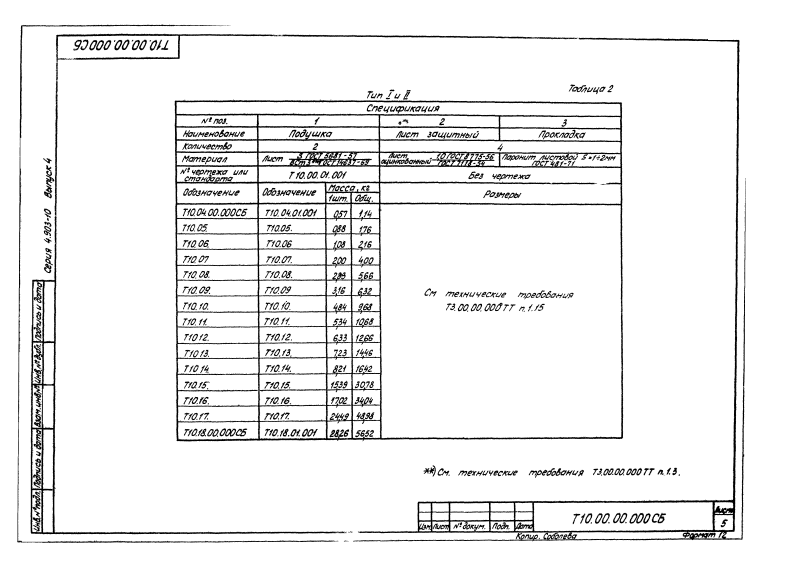 Т10.00.00.000СБ
Таблица 2
Тип I и II
Спецификация
№ поз. 1 ** 2 3
Наименование Подушка Лист защитный Прокладка
Количество 2 4
Материал Лист 3 ГОСТ 5681-57 / ВСт3 ГОСТ 14637-69 Лист оцинкованный 1,0 ГОСТ 8075-56 / ГОСТ 7118-54 Паронит листовой S=1÷2мм ГОСТ 481-71
№ чертежа или стандарта Т10.00.01.001 Без чертежа
Обозначение Обозначение Масса, кг Размеры
1шт. Общ.
Т10.04.00.000СБ Т10.04.01.001 0,57 1,14
Т10.05. Т10.05. 0,88 1,76
Т10.06. Т10.06 1,08 2,16
Т10.07 Т10.07. 2,00 4,00
Т10.08. Т10.08. 2,83 5,66
Т10.09. Т10.09 3,16 6,32
Т10.10. Т10.10. 4,84 9,68
Т10.11. Т10.11. 5,34 10,68
Т10.12. Т10.12. 6,33 12,66
Т10.13. Т10.13. 7,23 14,46
Т10.14 Т10.14. 8,21 16,42
Т10.15. Т10.15. 15,39 30,78
Т10.16. Т10.16. 17,02 34,04
Т10.17. Т10.17. 24,49 48,98
Т10.18.00.000СБ Т10.18.01.001 28,26 56,52
См технические требования
Т3.00.00.000ТТ п.1.15
**) См. технические требования Т3.00.00.000 ТТ п.1.3.
Серия 4.903-10 Выпуск 4
Инв.№подл. Подпись и дата Взам.инв.№ Инв.№дубл. Подпись и дата
Изм. Лист № докум. Подп. Дата
Т10.00.00.000СБ
Лист
5
Копир. Соболева Формат 12